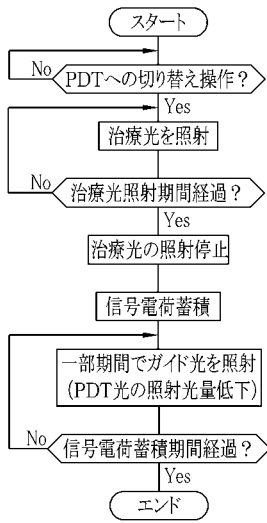 スタート
No
PDTへの切り替え操作？
Yes
治療光を照射
No
治療光照射期間経過？
Yes
治療光の照射停止
信号電荷蓄積
一部期間でガイド光を照射
(PDT光の照射光量低下)
No
信号電荷蓄積期間経過？
Yes
エンド